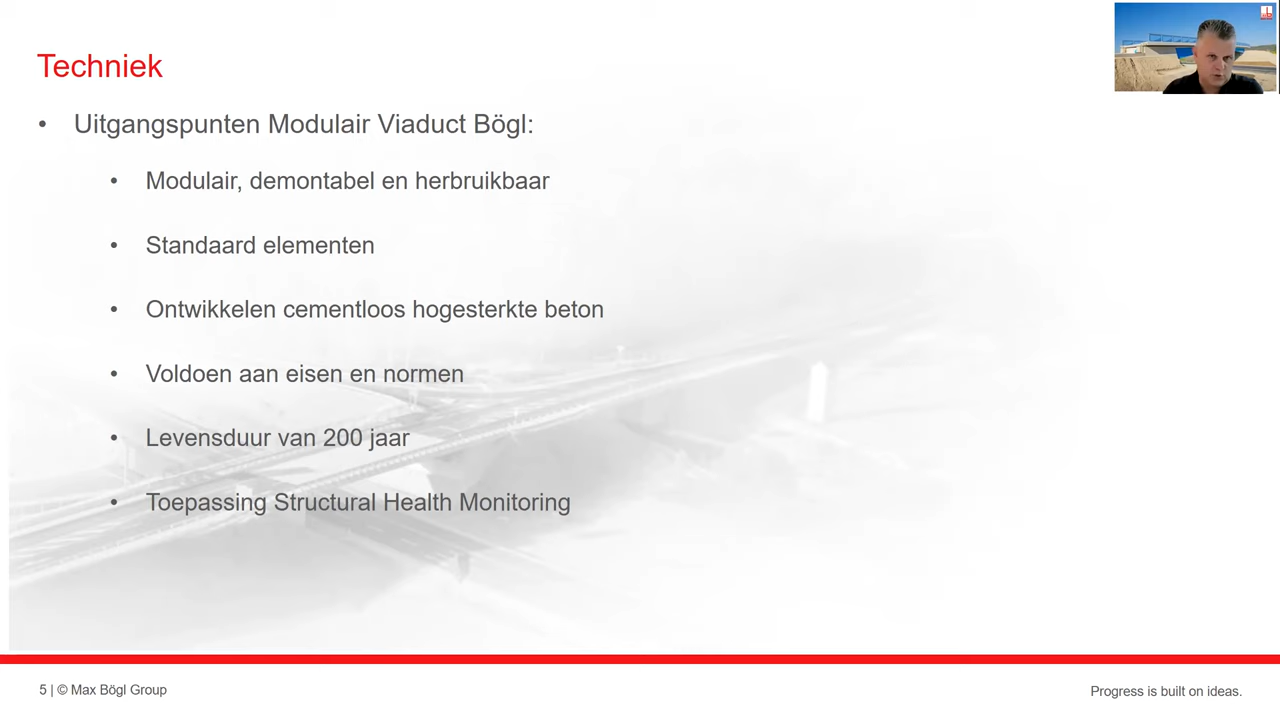 Techniek
• Uitgangspunten Modulair Viaduct Bögl:
• Modulair, demontabel en herbruikbaar
• Standaard elementen
• Ontwikkelen cementloos hogesterkte beton
• Voldoen aan eisen en normen
• Levensduur van 200 jaar
• Toepassing Structural Health Monitoring
5 | © Max Bögl Group
Progress is built on ideas.